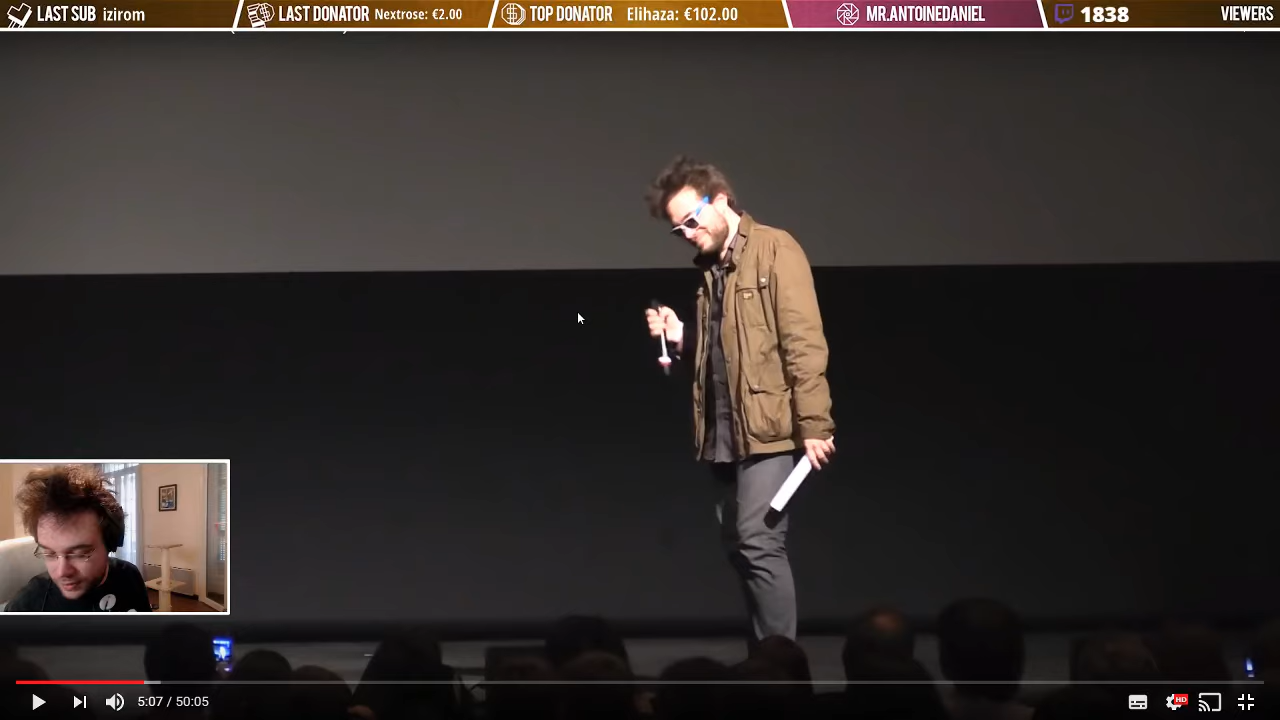 LAST SUB izirom
LAST DONATOR Nextrose: €2.00
TOP DONATOR Elihaza: €102.00
MR.ANTOINEDANIEL
1838 VIEWERS
5:07 / 50:05
HD